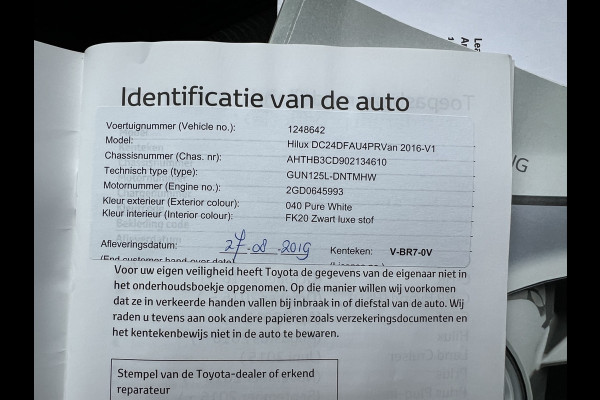 Identificatie van de auto
Voertuignummer (Vehicle no.): 1248642
Model: Hilux DC24DFAU4PRVan 2016-V1
Chassisnummer (Chas. nr): AHTHB3CD902134610
Technisch type (type): GUN125L-DNTMHW
Motornummer (Engine no.): 2GD0645993
Kleur exterieur (Exterior colour): 040 Pure White
Kleur interieur (Interior colour): FK20 Zwart luxe stof
Afleveringsdatum: 27-08-2019 Kenteken: V-BR7-0V
(End customer hand over date)
Voor uw eigen veiligheid heeft Toyota de gegevens van de eigenaar niet in
het onderhoudsboekje opgenomen. Op die manier willen wij voorkomen
dat ze in verkeerde handen vallen bij inbraak in of diefstal van de auto. Wij
raden u tevens aan ook andere papieren zoals verzekeringsdocumenten en
het kentekenbewijs niet in de auto te bewaren.
Stempel van de Toyota-dealer of erkend
reparateur